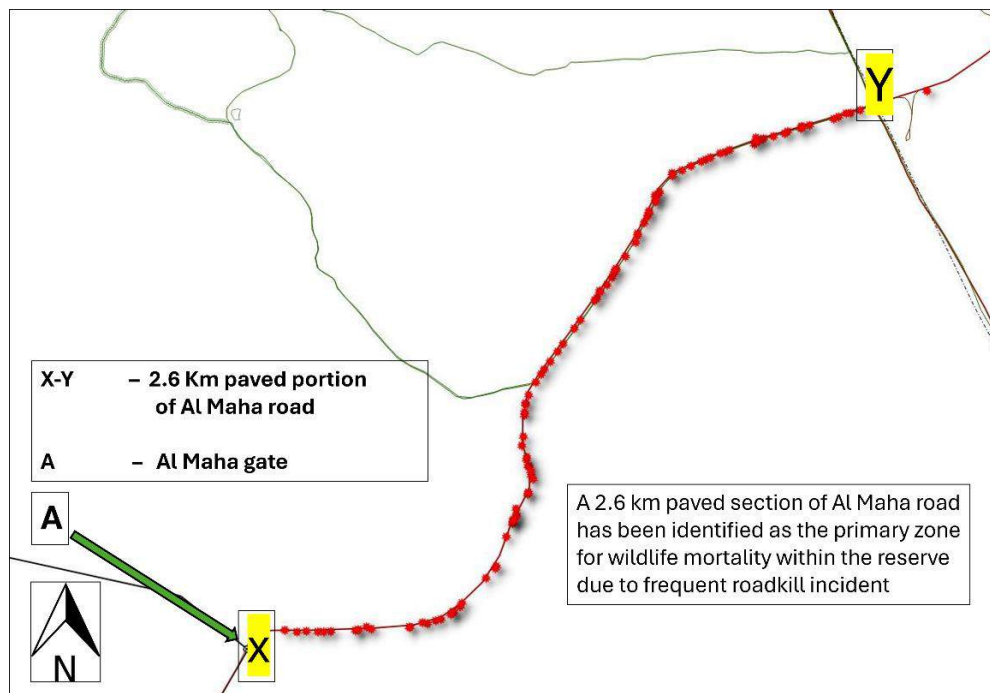 Y
X-Y – 2.6 Km paved portion
of Al Maha road
A – Al Maha gate
A
A 2.6 km paved section of Al Maha road
has been identified as the primary zone
for wildlife mortality within the reserve
due to frequent roadkill incident
N
X